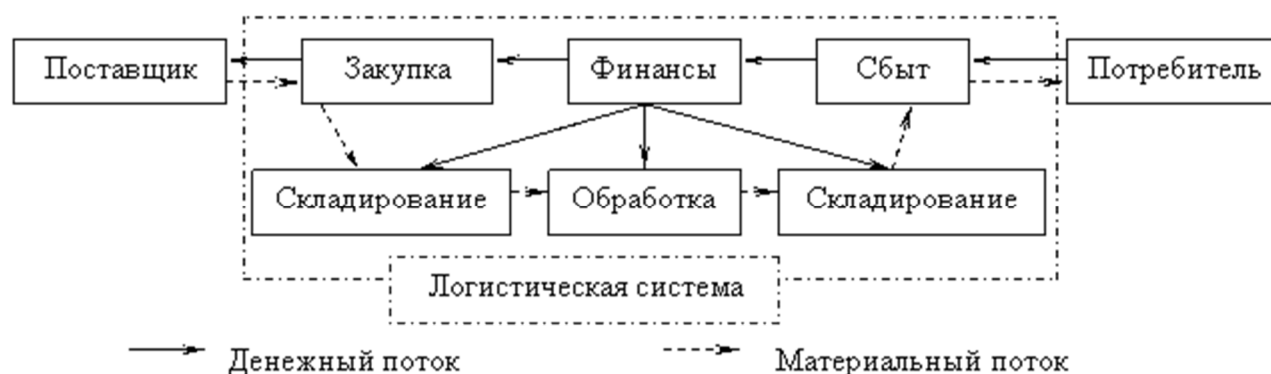 Поставщик
Закупка
Финансы
Сбыт
Потребитель
Складирование
Обработка
Складирование
Логистическая система
Денежный поток
Материальный поток